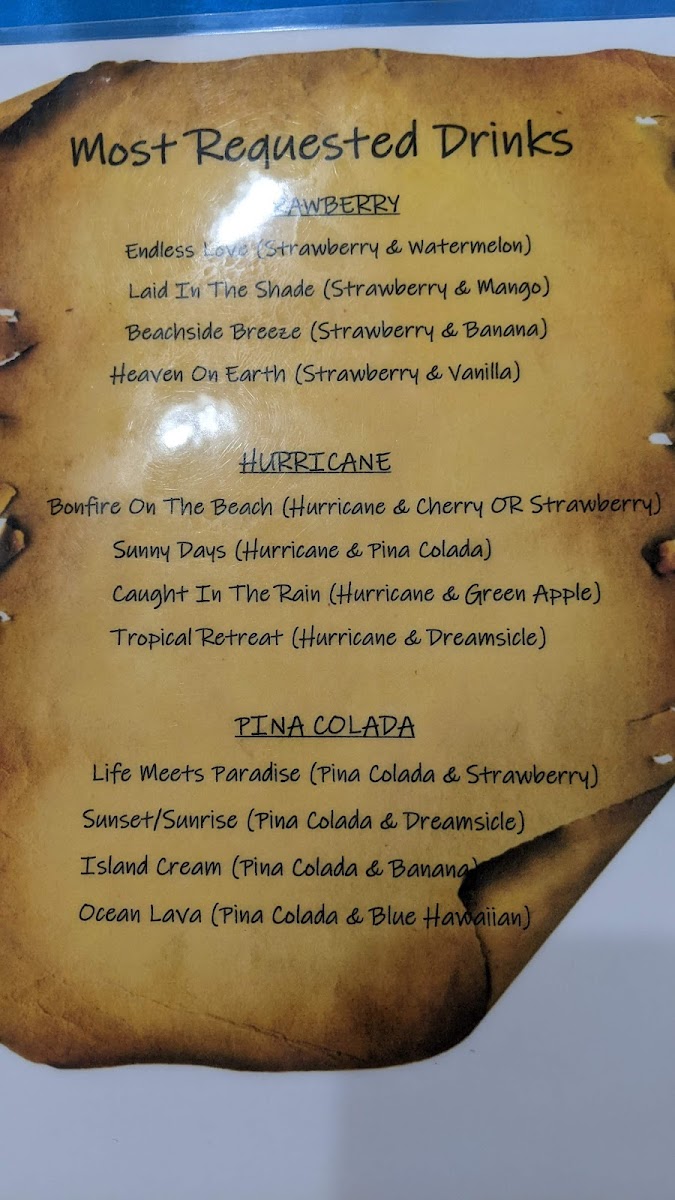 Most Requested Drinks
RAWBERRY
Endless Love (Strawberry & Watermelon)
Laid In The Shade (Strawberry & Mango)
Beachside Breeze (Strawberry & Banana)
Heaven On Earth (Strawberry & Vanilla)
HURRICANE
Bonfire On The Beach (Hurricane & Cherry OR Strawberry)
Sunny Days (Hurricane & Pina Colada)
Caught In The Rain (Hurricane & Green Apple)
Tropical Retreat (Hurricane & Dreamsicle)
PINA COLADA
Life Meets Paradise (Pina Colada & Strawberry)
Sunset/Sunrise (Pina Colada & Dreamsicle)
Island Cream (Pina Colada & Banana)
Ocean Lava (Pina Colada & Blue Hawaiian)